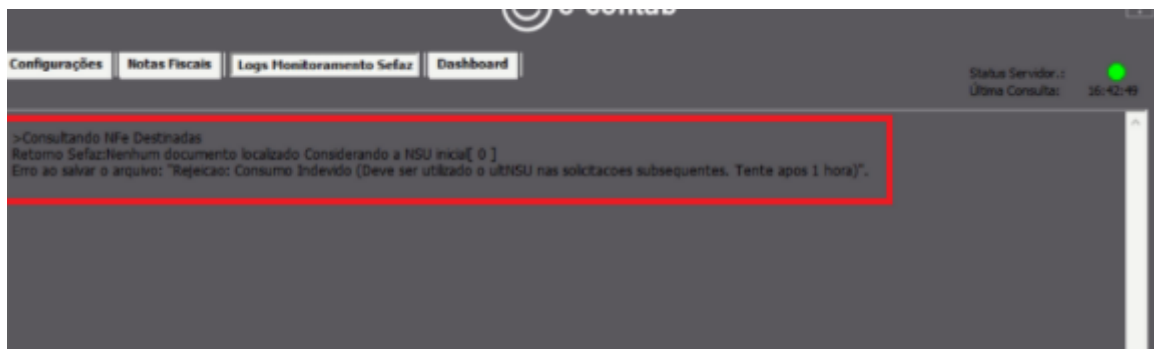 e-contab
Configurações
Notas Fiscais
Logs Monitoramento Sefaz
Dashboard
Status Servidor.:
Última Consulta: 16:42:49
>Consultando NFe Destinadas
Retorno Sefaz:Nenhum documento localizado Considerando a NSU inicial[ 0 ]
Erro ao salvar o arquivo: "Rejeicao: Consumo Indevido (Deve ser utilizado o ultNSU nas solicitacoes subsequentes. Tente apos 1 hora)".